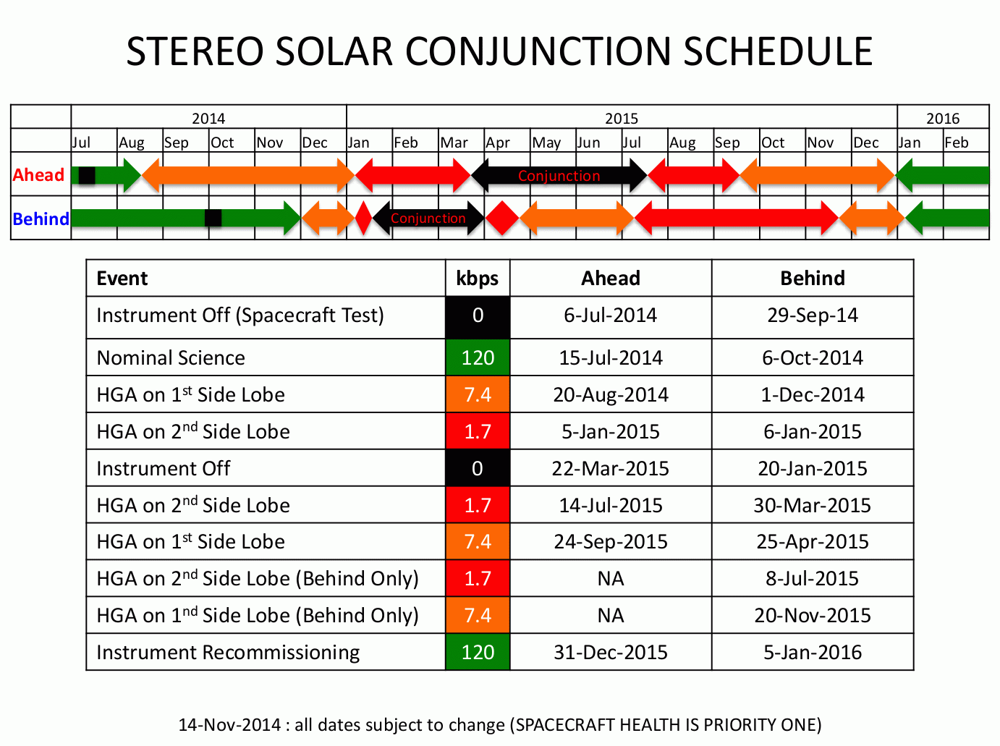 STEREO SOLAR CONJUNCTION SCHEDULE
2014 2015 2016
Jul Aug Sep Oct Nov Dec Jan Feb Mar Apr May Jun Jul Aug Sep Oct Nov Dec Jan Feb
Ahead Conjunction
Behind Conjunction
Event kbps Ahead Behind
Instrument Off (Spacecraft Test) 0 6-Jul-2014 29-Sep-14
Nominal Science 120 15-Jul-2014 6-Oct-2014
HGA on 1st Side Lobe 7.4 20-Aug-2014 1-Dec-2014
HGA on 2nd Side Lobe 1.7 5-Jan-2015 6-Jan-2015
Instrument Off 0 22-Mar-2015 20-Jan-2015
HGA on 2nd Side Lobe 1.7 14-Jul-2015 30-Mar-2015
HGA on 1st Side Lobe 7.4 24-Sep-2015 25-Apr-2015
HGA on 2nd Side Lobe (Behind Only) 1.7 NA 8-Jul-2015
HGA on 1nd Side Lobe (Behind Only) 7.4 NA 20-Nov-2015
Instrument Recommissioning 120 31-Dec-2015 5-Jan-2016
14-Nov-2014 : all dates subject to change (SPACECRAFT HEALTH IS PRIORITY ONE)